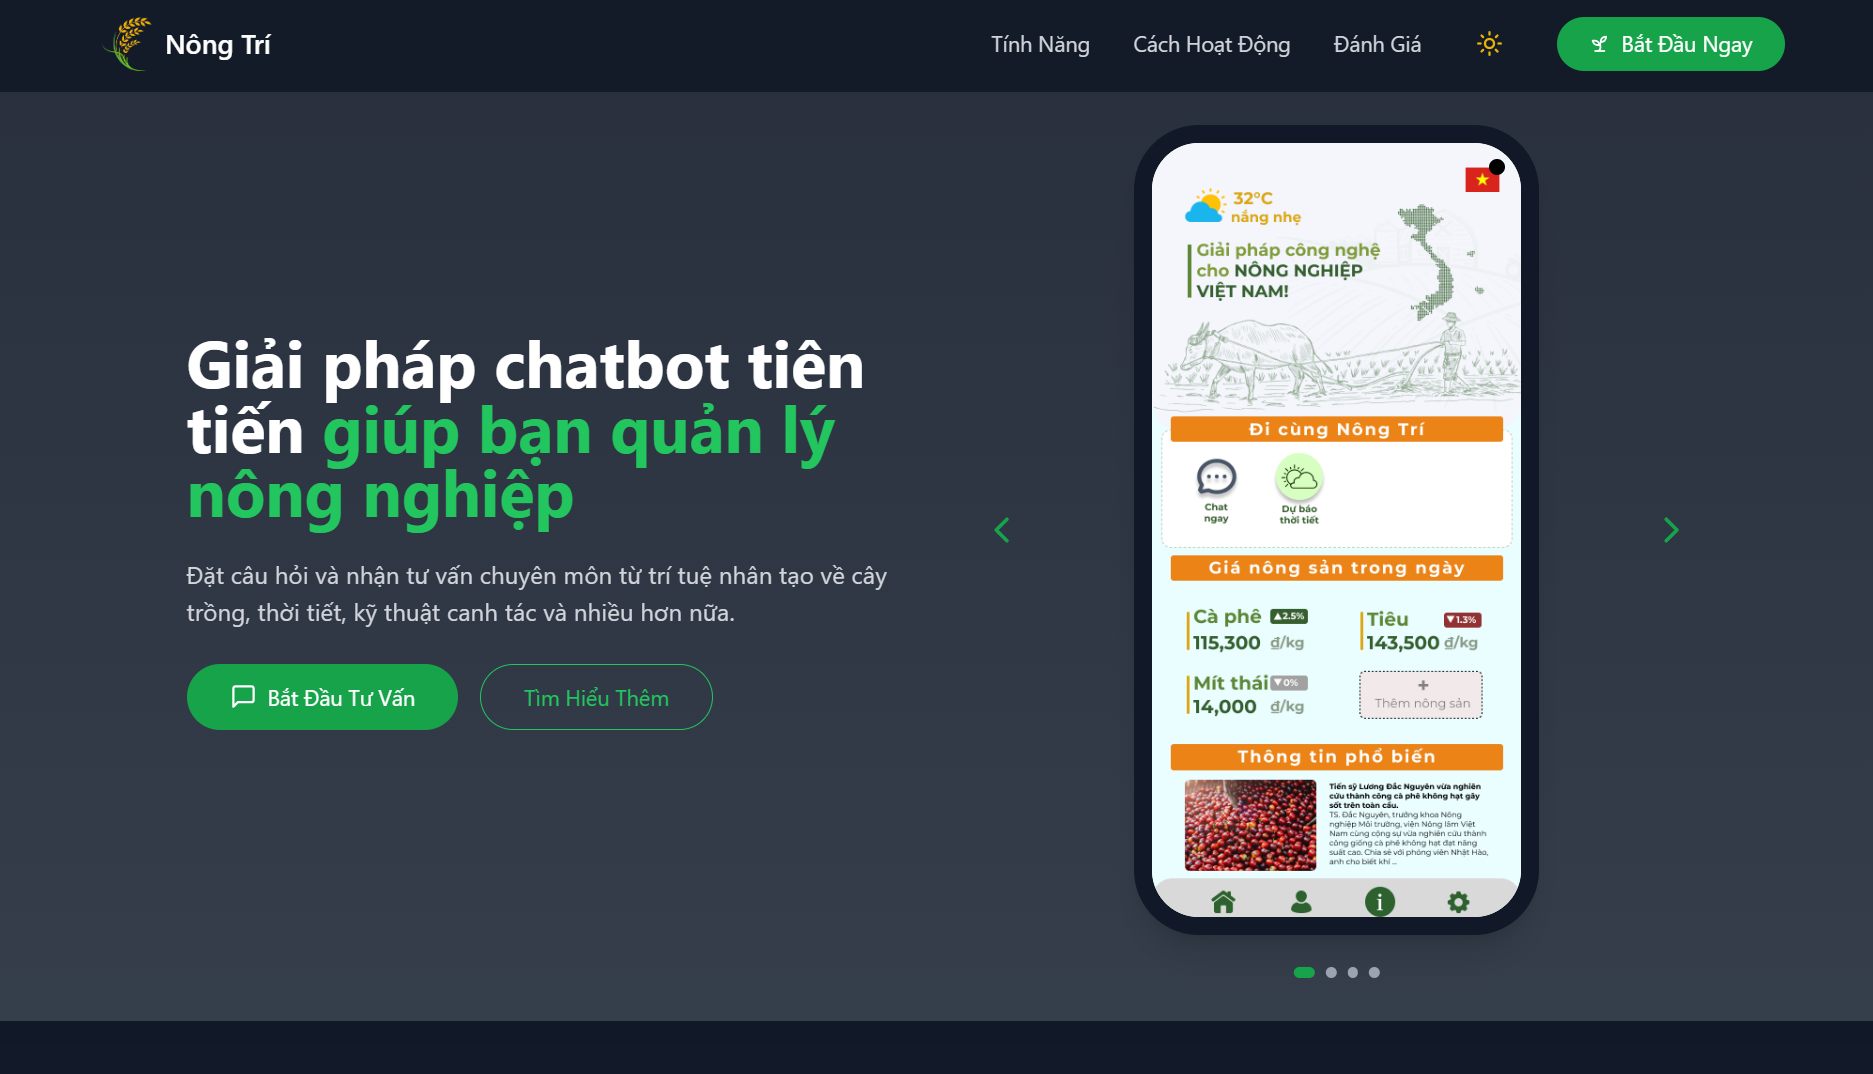 Nông Trí
Tính Năng
Cách Hoạt Động
Đánh Giá
Bắt Đầu Ngay
Giải pháp chatbot tiên
tiến giúp bạn quản lý
nông nghiệp
Đặt câu hỏi và nhận tư vấn chuyên môn từ trí tuệ nhân tạo về cây
trồng, thời tiết, kỹ thuật canh tác và nhiều hơn nữa.
Bắt Đầu Tư Vấn
Tìm Hiểu Thêm
32°C
nắng nhẹ
Giải pháp công nghệ
cho NÔNG NGHIỆP
VIỆT NAM!
Đi cùng Nông Trí
Chat
ngay
Dự báo
thời tiết
Giá nông sản trong ngày
Cà phê ▲2.5%
115,300 ₫/kg
Tiêu ▼1.3%
143,500 ₫/kg
Mít thái ▼0%
14,000 ₫/kg
+
Thêm nông sản
Thông tin phổ biến
Tiến sỹ Lương Đắc Nguyên vừa nghiên
cứu thành công cà phê không hạt gây
sốt trên toàn cầu.
TS. Đắc Nguyên, trưởng khoa Nông
nghiệp Môi trường, viện Nông lâm Việt
Nam cùng cộng sự vừa nghiên cứu thành
công giống cà phê không hạt đạt năng
suất cao. Chia sẻ với phóng viên Nhật Hào,
anh cho biết khi ...